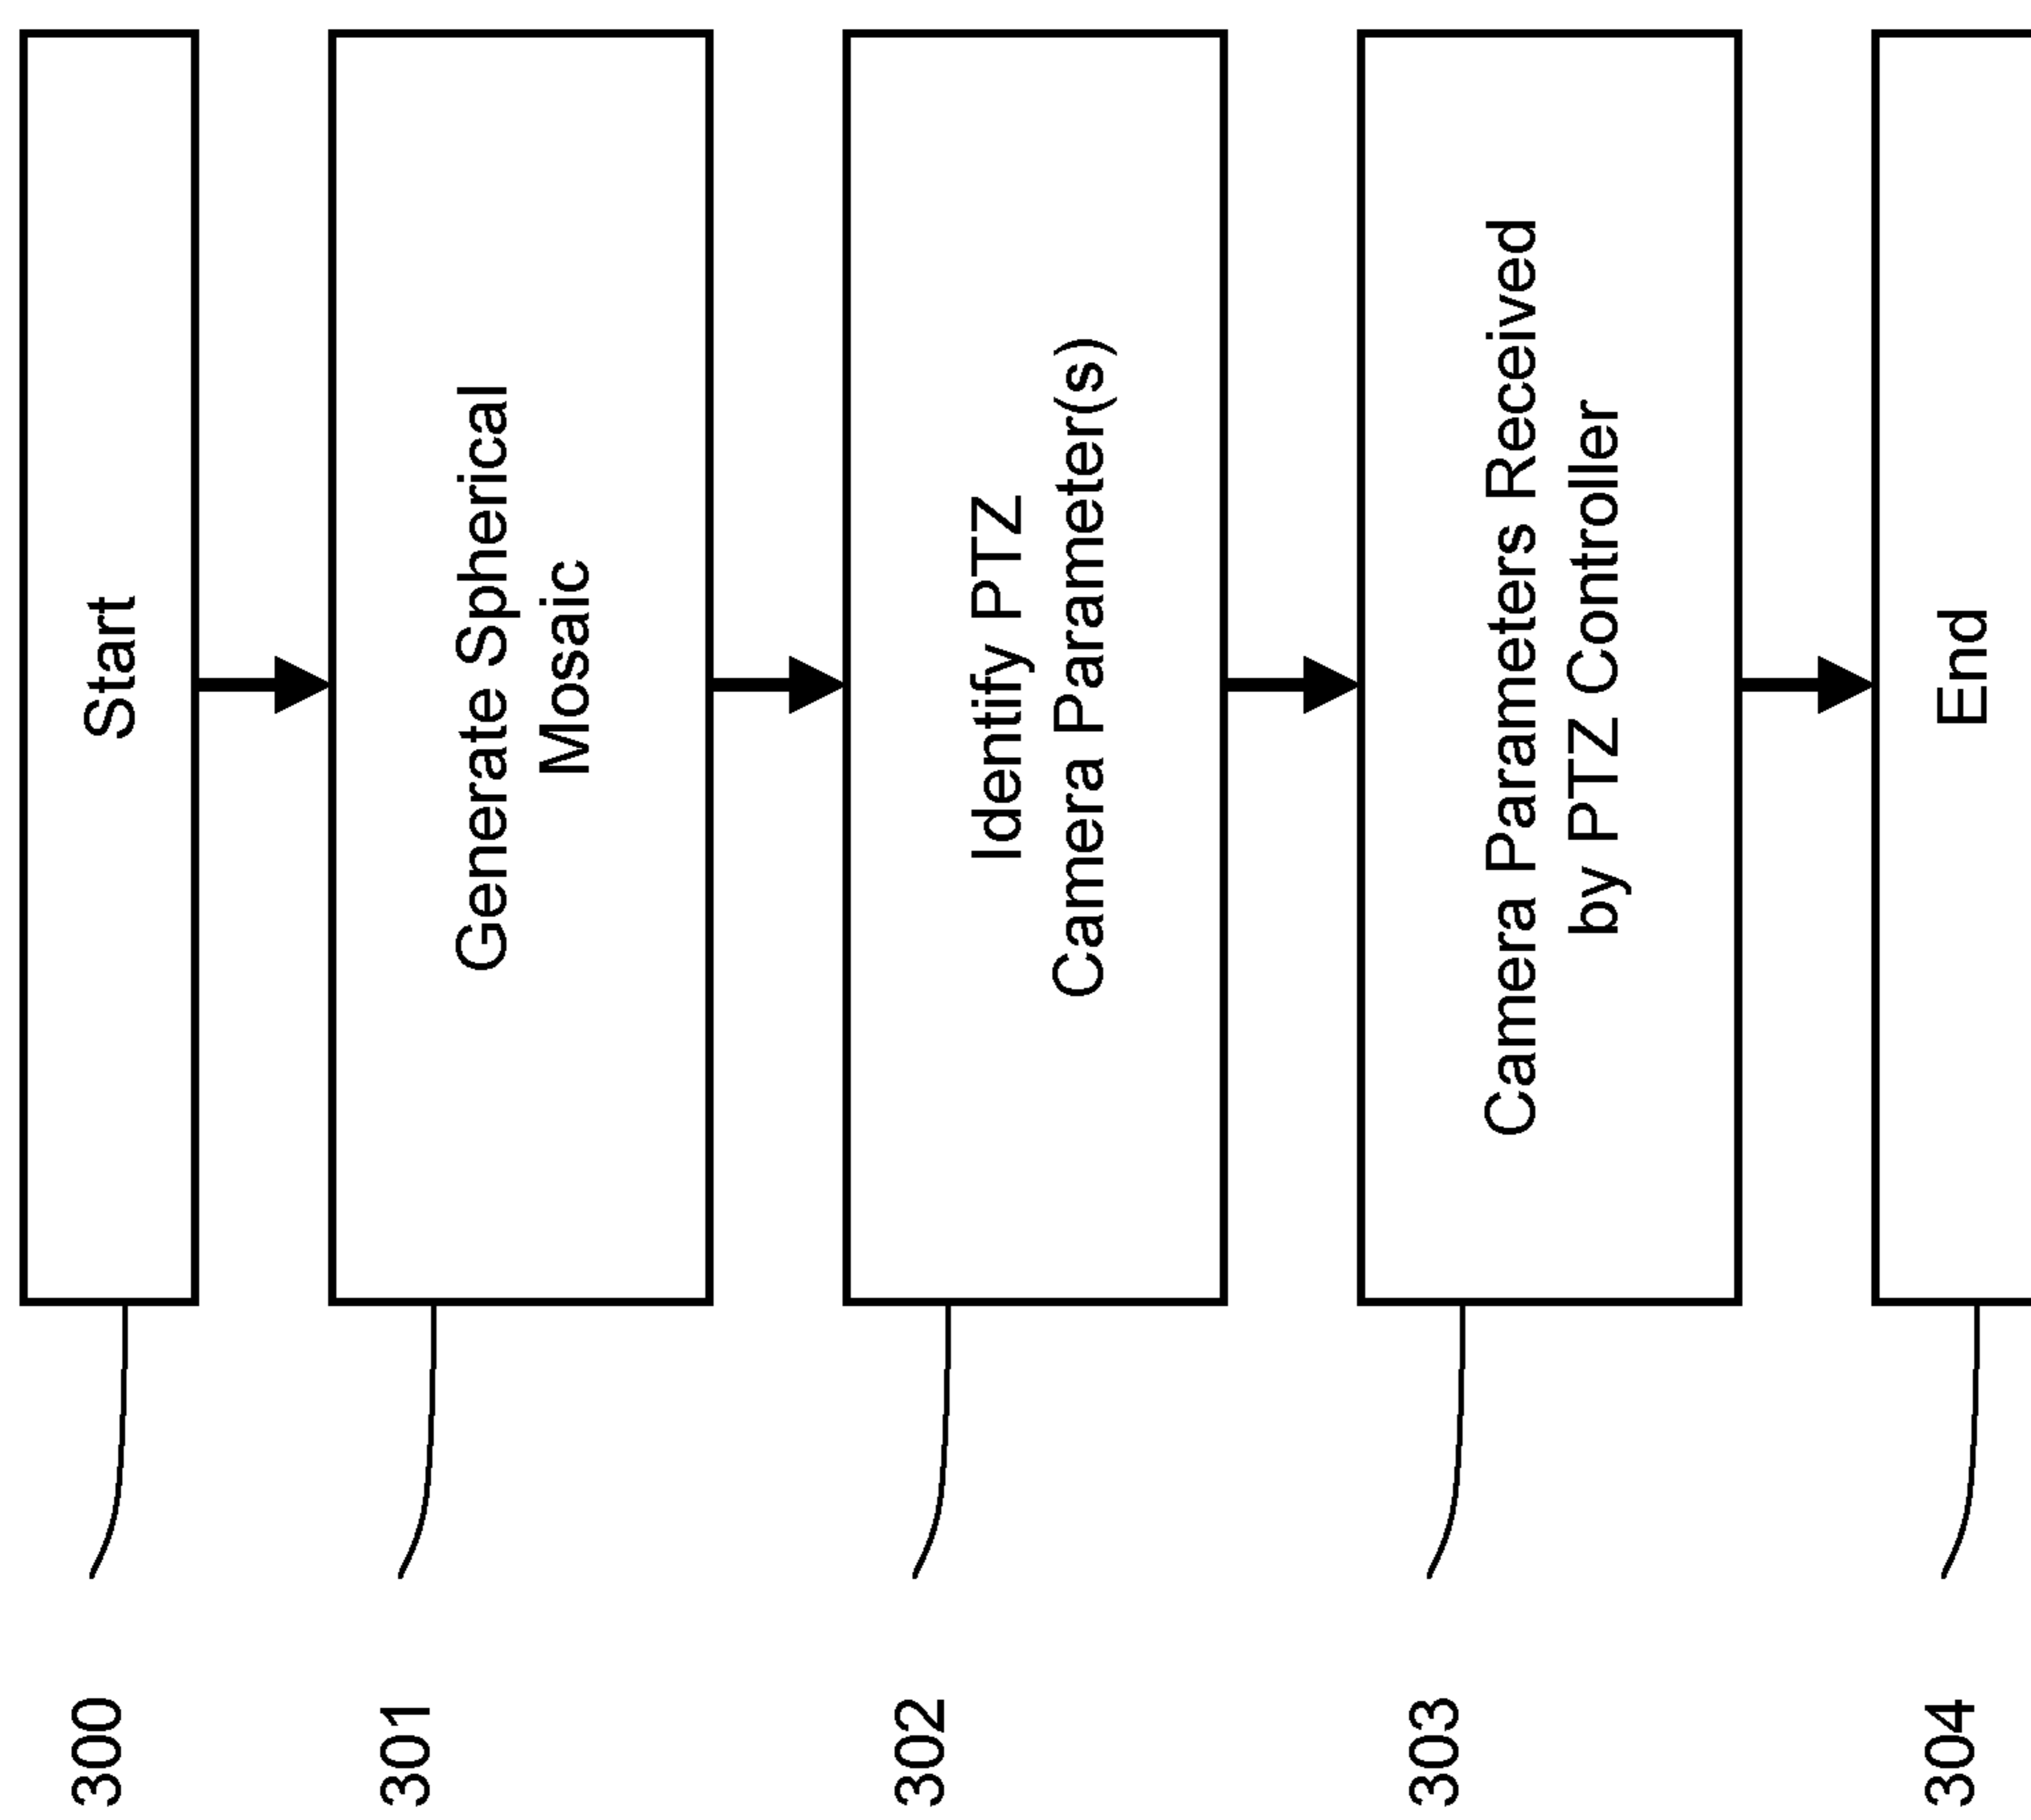 300
Start
301
Generate Spherical
Mosaic
302
Identify PTZ
Camera Parameter(s)
303
Camera Parameters Received
by PTZ Controller
304
End